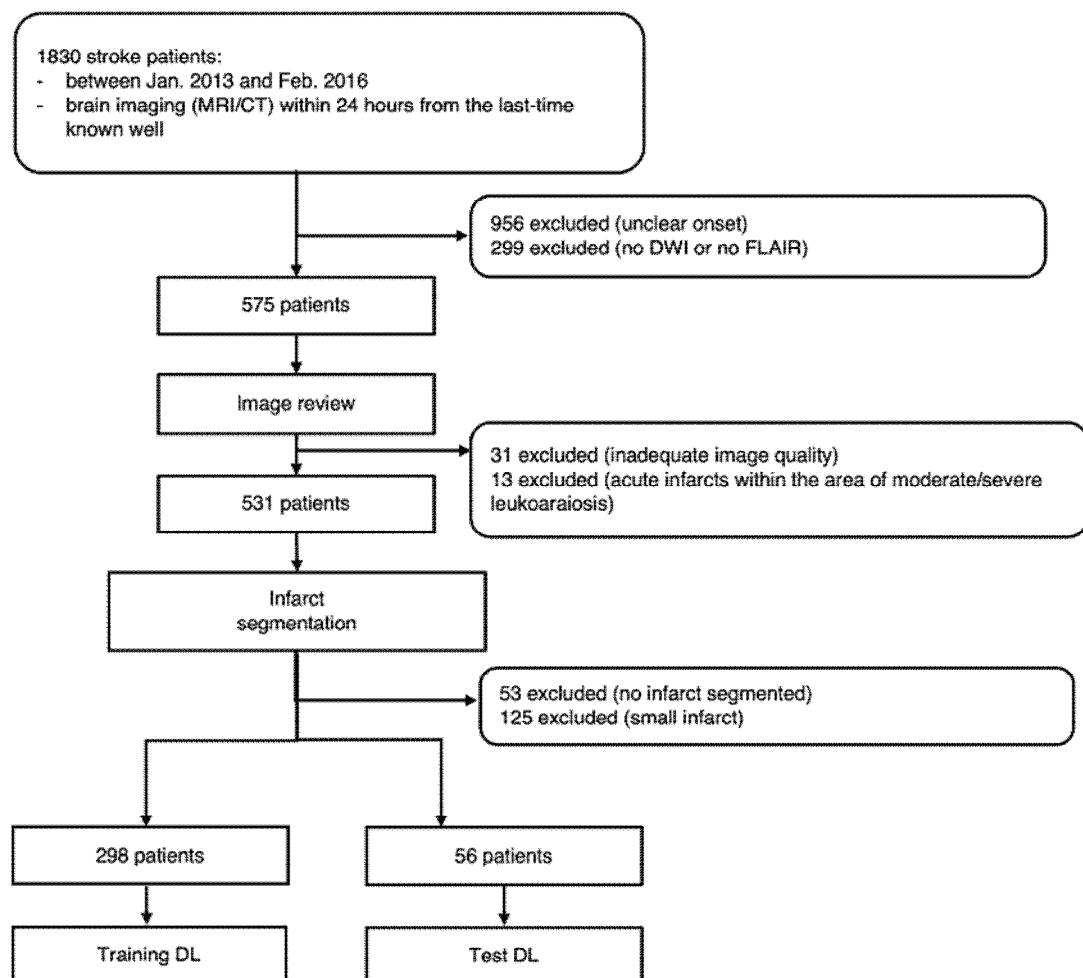 1830 stroke patients:
- between Jan. 2013 and Feb. 2016
- brain imaging (MRI/CT) within 24 hours from the last-time
known well
956 excluded (unclear onset)
299 excluded (no DWI or no FLAIR)
575 patients
Image review
31 excluded (inadequate image quality)
13 excluded (acute infarcts within the area of moderate/severe
leukoaraiosis)
531 patients
Infarct
segmentation
53 excluded (no infarct segmented)
125 excluded (small infarct)
298 patients
56 patients
Training DL
Test DL